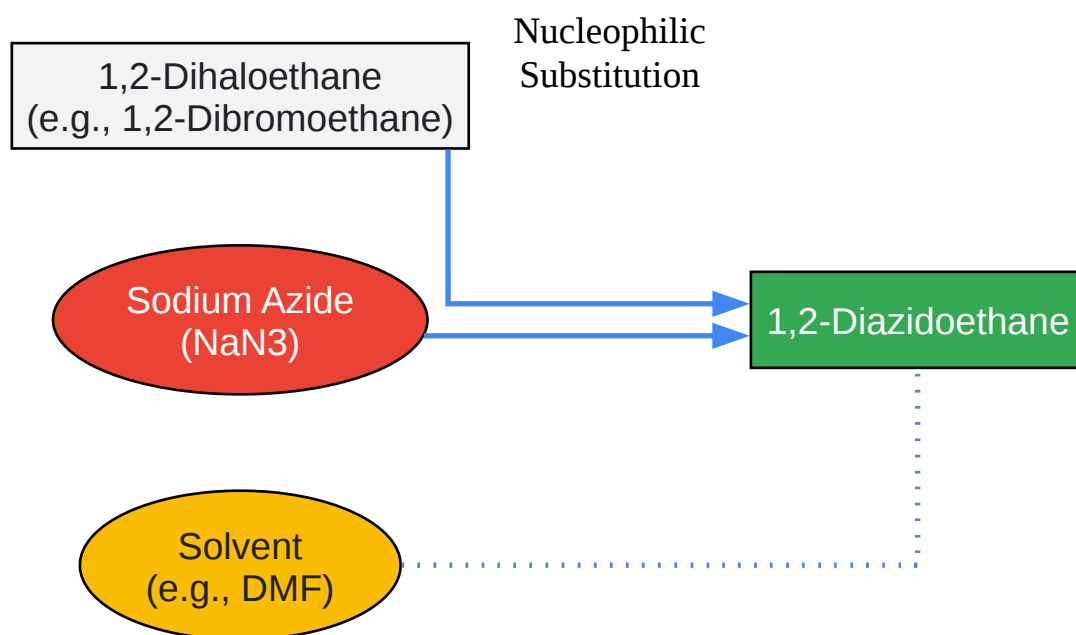 Nucleophilic
Substitution
1,2-Dihaloethane
(e.g., 1,2-Dibromoethane)
Sodium Azide
(NaN3)
1,2-Diazidoethane
Solvent
(e.g., DMF)